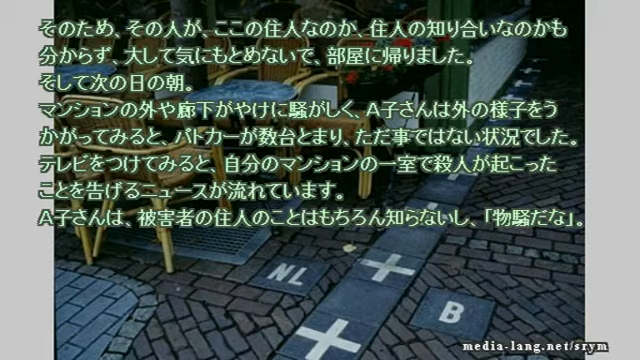 そのため、その人が、ここの住人なのか、住人の知り合いなのかも
分からず、大して気にもとめないで、部屋に帰りました。
そして次の日の朝。
マンションの外や廊下がやけに騒がしく、A子さんは外の様子をう
かがってみると、パトカーが数台とまり、ただ事ではない状況でした。
テレビをつけてみると、自分のマンションの一室で殺人が起こった
ことを告げるニュースが流れています。
A子さんは、被害者の住人のことはもちろん知らないし、「物騒だな」。
NL
B
media-lang.net/srym